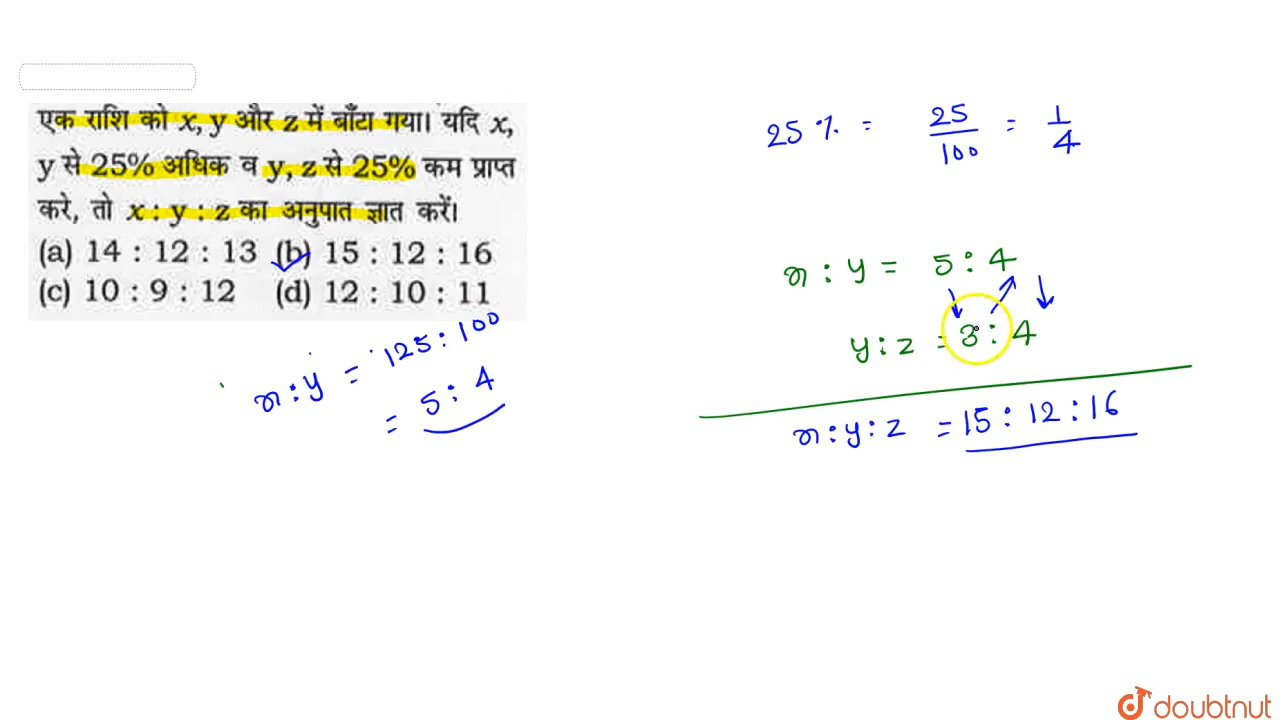 एक राशि को x, y और z में बाँटा गया। यदि x,
y से 25% अधिक व y, z से 25% कम प्राप्त
करे, तो x : y : z का अनुपात ज्ञात करें।
(a) 14 : 12 : 13 (b) 15 : 12 : 16
(c) 10 : 9 : 12 (d) 12 : 10 : 11
x : y = 125 : 100
= 5 : 4
25 % = 25/100 = 1/4
x : y = 5 : 4
y : z = 3 : 4
x : y : z = 15 : 12 : 16
doubtnut